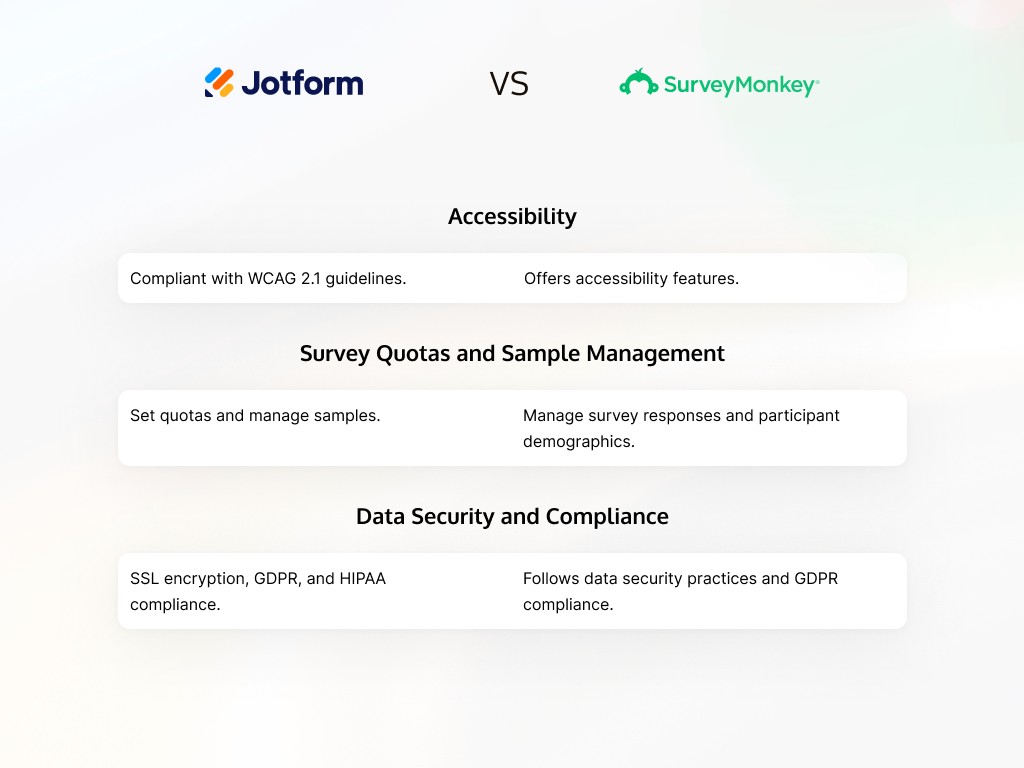 Jotform VS SurveyMonkey®
Accessibility
Compliant with WCAG 2.1 guidelines. Offers accessibility features.
Survey Quotas and Sample Management
Set quotas and manage samples.
Manage survey responses and participant
demographics.
Data Security and Compliance
SSL encryption, GDPR, and HIPAA
compliance.
Follows data security practices and GDPR
compliance.